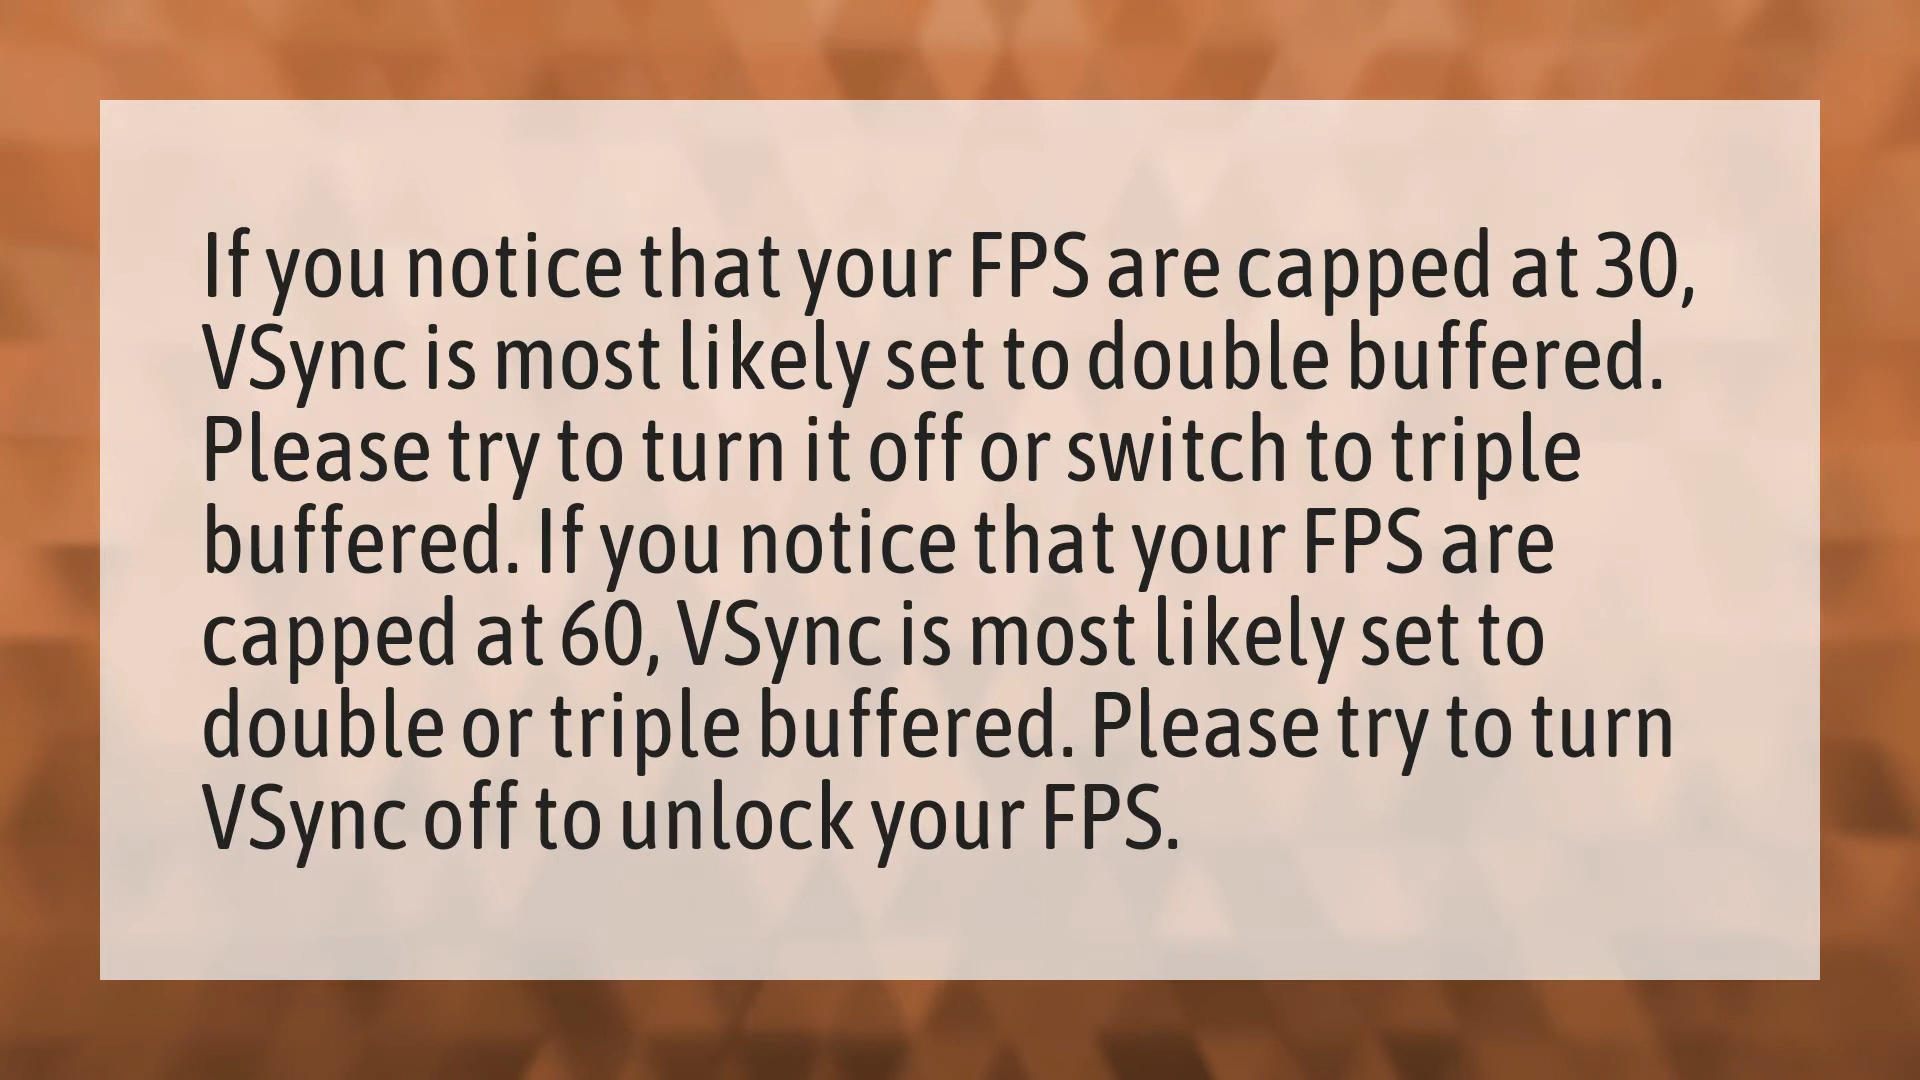 If you notice that your FPS are capped at 30,
VSync is most likely set to double buffered.
Please try to turn it off or switch to triple
buffered. If you notice that your FPS are
capped at 60, VSync is most likely set to
double or triple buffered. Please try to turn
VSync off to unlock your FPS.